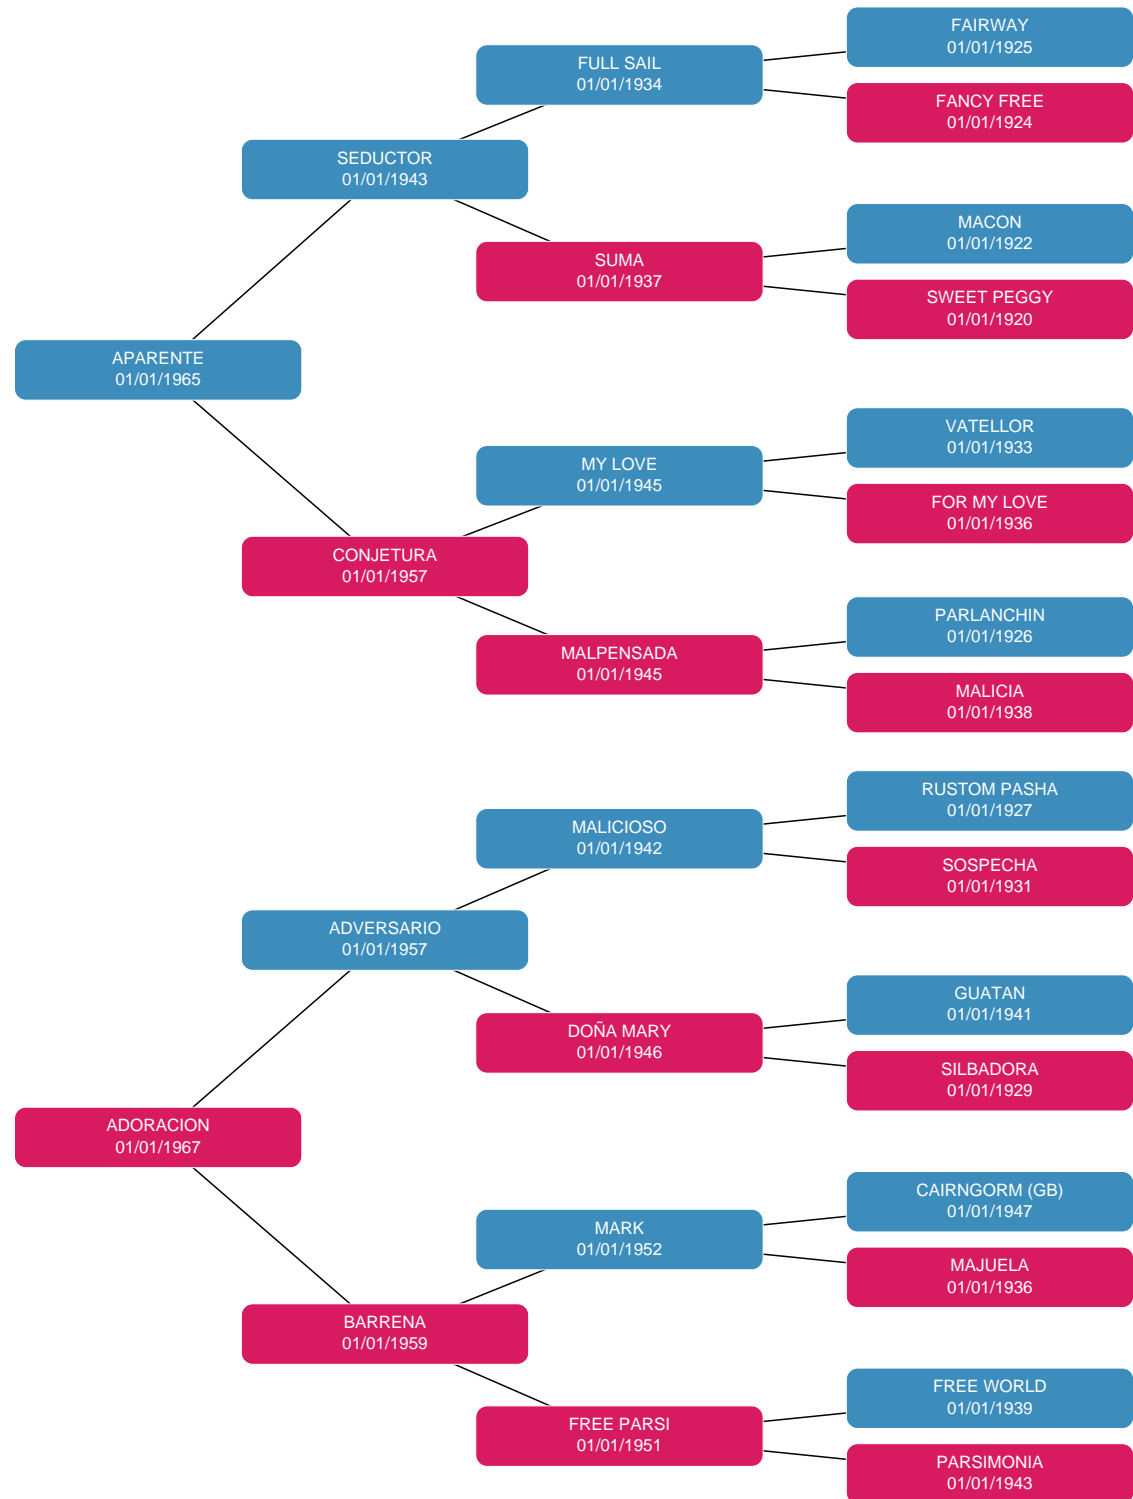 FAIRWAY
01/01/1925
FULL SAIL
01/01/1934
FANCY FREE
01/01/1924
SEDUCTOR
01/01/1943
MACON
01/01/1922
SUMA
01/01/1937
SWEET PEGGY
01/01/1920
APARENTE
01/01/1965
VATELLOR
01/01/1933
MY LOVE
01/01/1945
FOR MY LOVE
01/01/1936
CONJETURA
01/01/1957
PARLANCHIN
01/01/1926
MALPENSADA
01/01/1945
MALICIA
01/01/1938
RUSTOM PASHA
01/01/1927
MALICIOSO
01/01/1942
SOSPECHA
01/01/1931
ADVERSARIO
01/01/1957
GUATAN
01/01/1941
DOÑA MARY
01/01/1946
SILBADORA
01/01/1929
ADORACION
01/01/1967
CAIRNGORM (GB)
01/01/1947
MARK
01/01/1952
MAJUELA
01/01/1936
BARRENA
01/01/1959
FREE WORLD
01/01/1939
FREE PARSI
01/01/1951
PARSIMONIA
01/01/1943